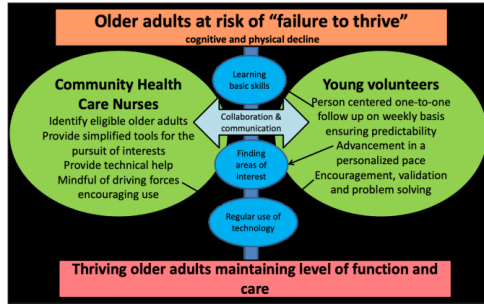 Older adults at risk of “failure to thrive”
cognitive and physical decline
Community Health
Care Nurses
Identify eligible older adults
Provide simplified tools for the
pursuit of interests
Provide technical help
Mindful of driving forces
encouraging use
Learning
basic skills
Collaboration &
communication
Finding
areas of
interest
Regular use of
technology
Young volunteers
Person centered one-to-one
follow up on weekly basis
ensuring predictability
Advancement in a
personalized pace
Encouragement, validation
and problem solving
Thriving older adults maintaining level of function and
care